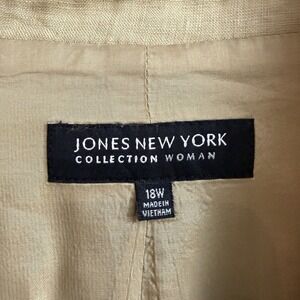 JONES NEW YORK
COLLECTION WOMAN
18W
MADE IN
VIETNAM